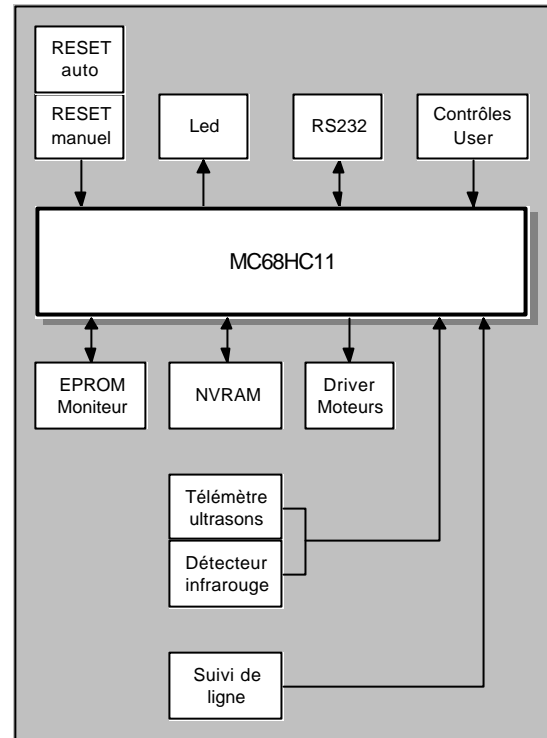 RESET
auto
RESET
manuel
Led
RS232
Contrôles
User
MC68HC11
EPROM
Moniteur
NVRAM
Driver
Moteurs
Télémètre
ultrasons
Détecteur
infrarouge
Suivi de
ligne